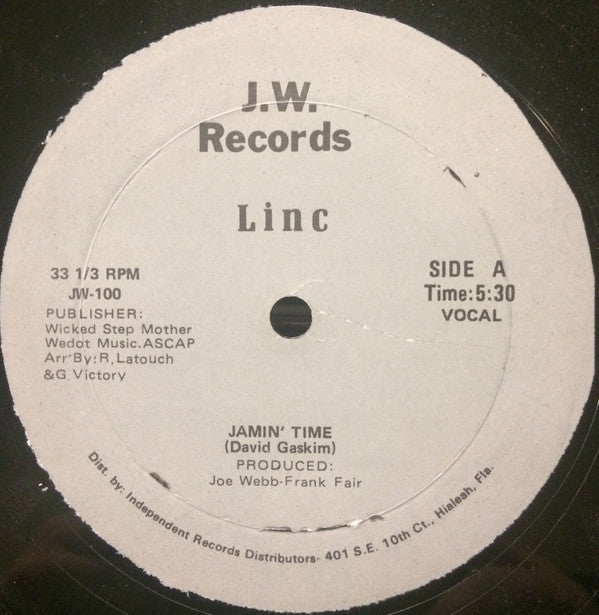 J.W.
Records
Linc
33 1/3 RPM
JW-100
PUBLISHER:
Wicked Step Mother
Wedot Music.ASCAP
Arr'By:R.Latouch
&G.Victory
SIDE A
Time:5:30
VOCAL
JAMIN' TIME
(David Gaskim)
PRODUCED:
Joe Webb-Frank Fair
Dist. by: Independent Records Distributors- 401 S.E. 10th Ct., Hialeah, Fla.